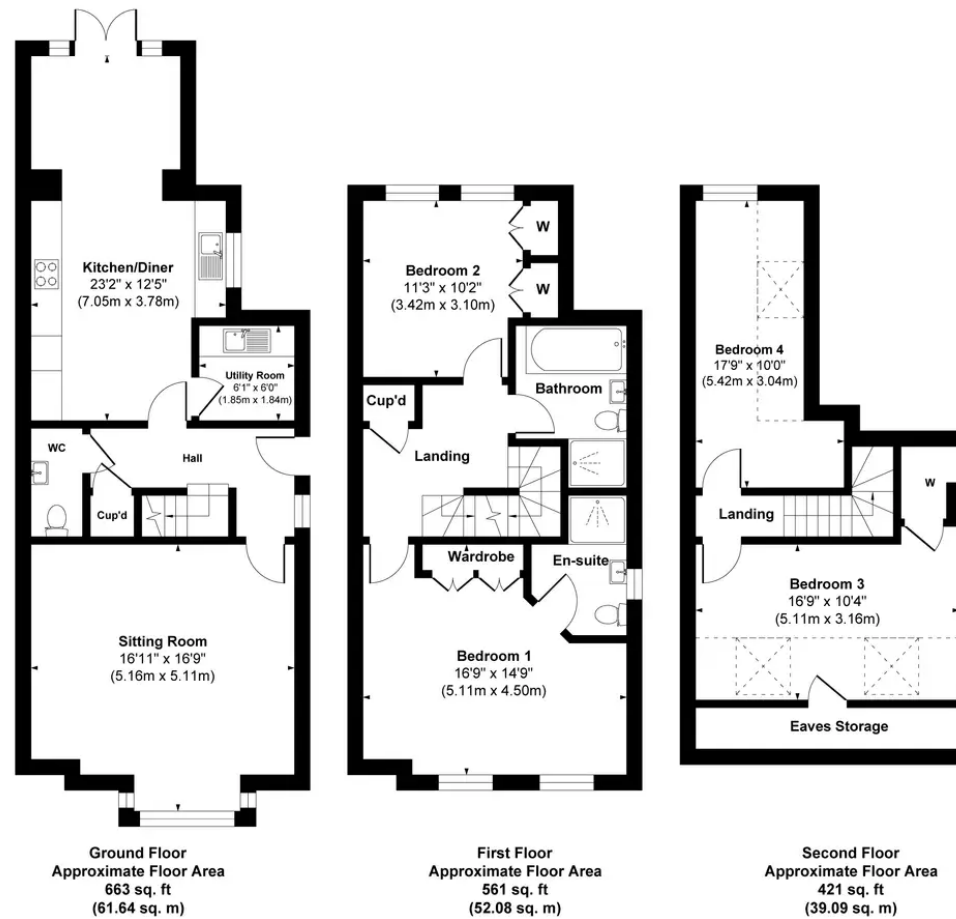 Kitchen/Diner
23'2" x 12'5"
(7.05m x 3.78m)
Utility Room
6'1" x 6'0"
(1.85m x 1.84m)
WC
Hall
Cup'd
Sitting Room
16'11" x 16'9"
(5.16m x 5.11m)
Ground Floor
Approximate Floor Area
663 sq. ft
(61.64 sq. m)
W
Bedroom 2
11'3" x 10'2"
(3.42m x 3.10m)
W
Bathroom
Cup'd
Landing
Wardrobe
En-suite
Bedroom 1
16'9" x 14'9"
(5.11m x 4.50m)
First Floor
Approximate Floor Area
561 sq. ft
(52.08 sq. m)
Bedroom 4
17'9" x 10'0"
(5.42m x 3.04m)
W
Landing
Bedroom 3
16'9" x 10'4"
(5.11m x 3.16m)
Eaves Storage
Second Floor
Approximate Floor Area
421 sq. ft
(39.09 sq. m)